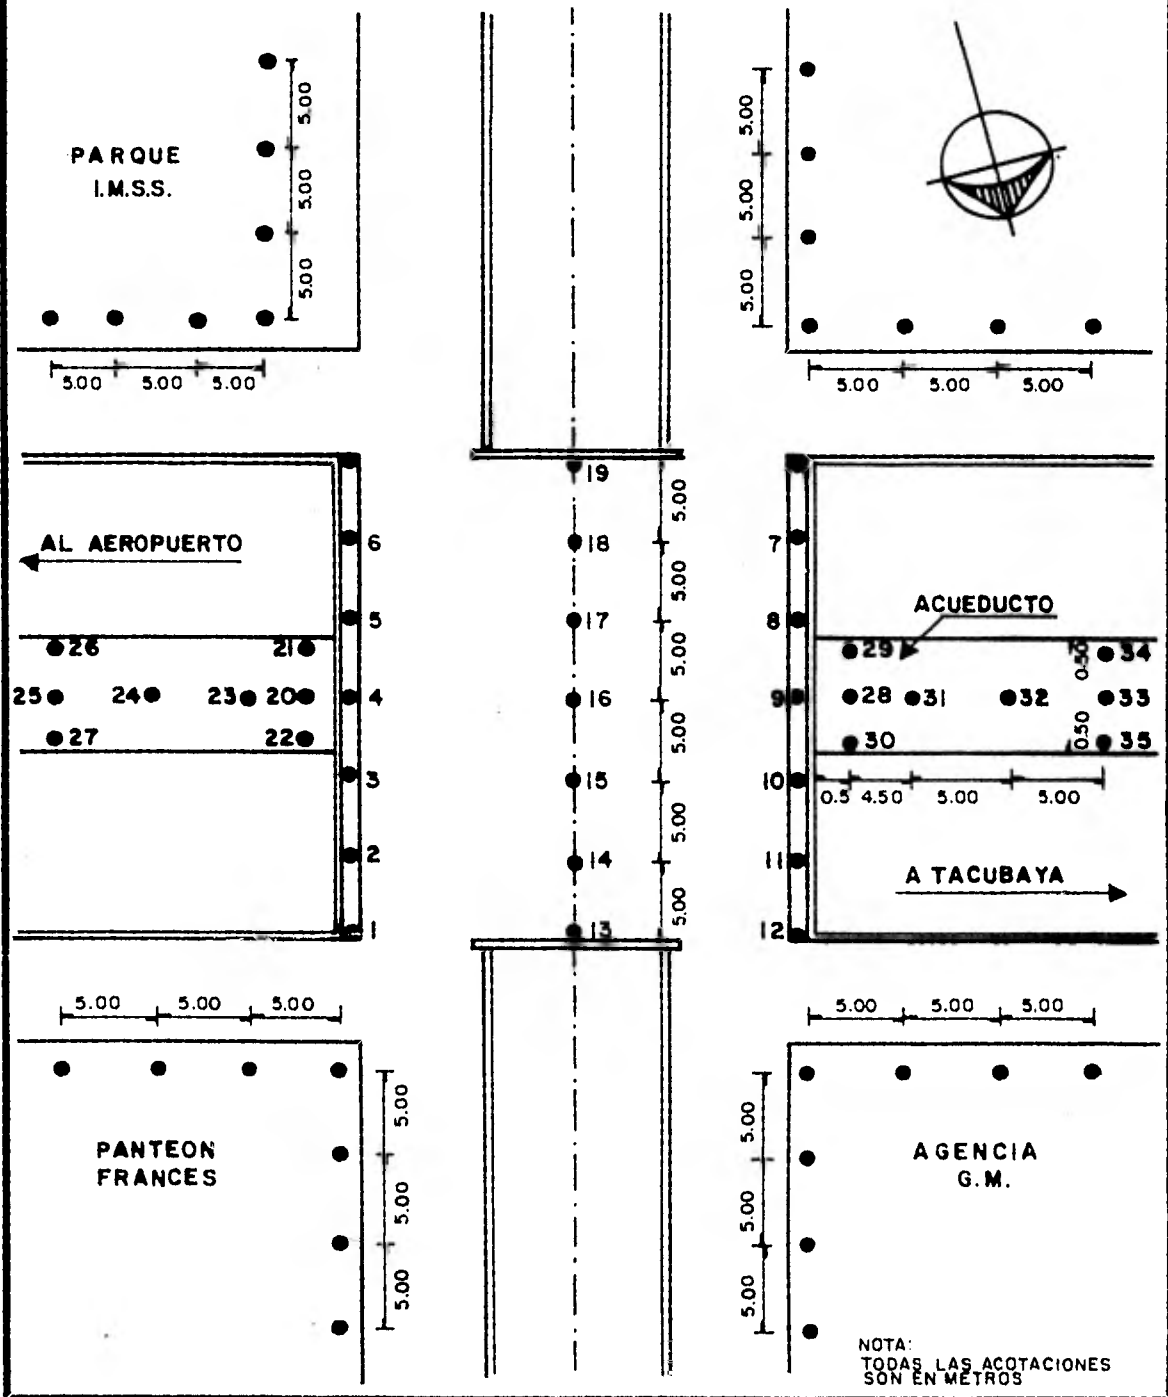 PARQUE
I.M.S.S.
5.00
5.00
5.00
5.00 5.00 5.00
5.00
5.00
5.00
5.00 5.00 5.00
AL AEROPUERTO
6
5
26 21
25 24 23 20 4
27 22
3
2
1
19
18
17
16
15
14
13
5.00
5.00
5.00
5.00
5.00
5.00
7
8
ACUEDUCTO
29 0.50 34
9 28 31 32 33
30 0.50 35
10
0.5 4.50 5.00 5.00
11
A TACUBAYA
12
5.00 5.00 5.00
5.00
5.00
5.00
PANTEON
FRANCES
5.00 5.00 5.00
5.00
5.00
5.00
AGENCIA
G.M.
NOTA:
TODAS LAS ACOTACIONES
SON EN METROS